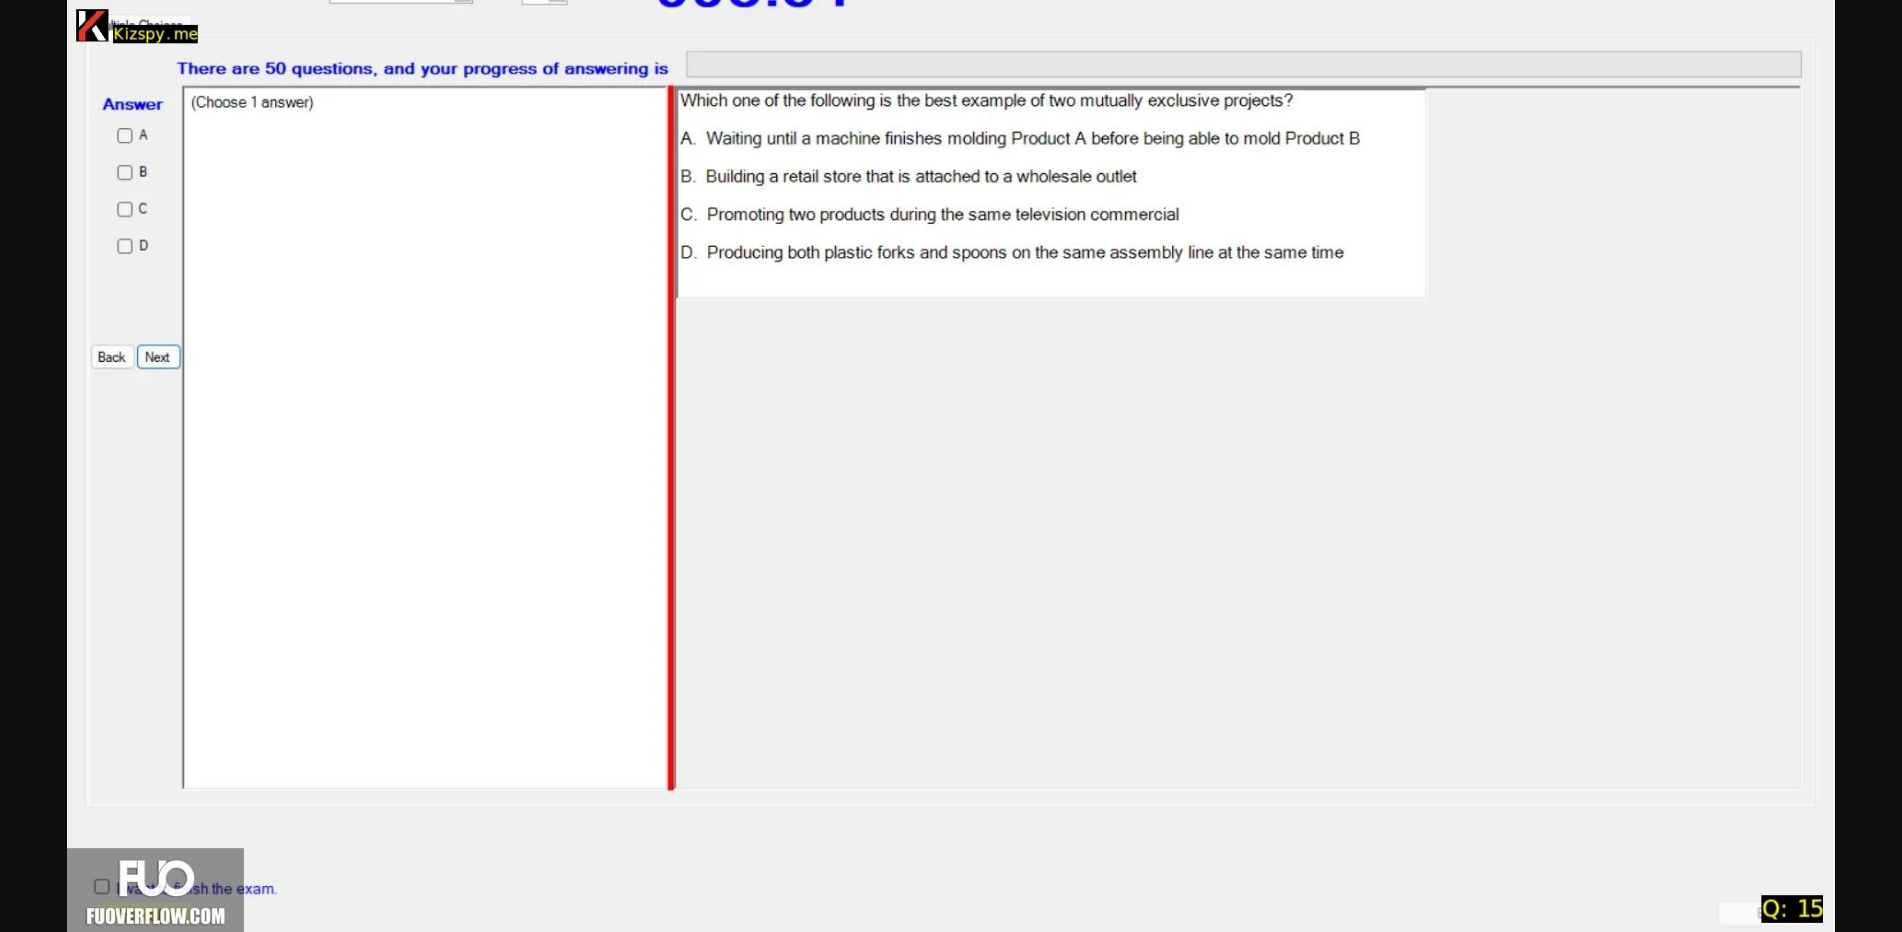 Kizspy.me
There are 50 questions, and your progress of answering is
Answer
(Choose 1 answer)
A
B
C
D
Back
Next
Which one of the following is the best example of two mutually exclusive projects?
A. Waiting until a machine finishes molding Product A before being able to mold Product B
B. Building a retail store that is attached to a wholesale outlet
C. Promoting two products during the same television commercial
D. Producing both plastic forks and spoons on the same assembly line at the same time
FUO
the exam.
FUOVERFLOW.COM
Q: 15